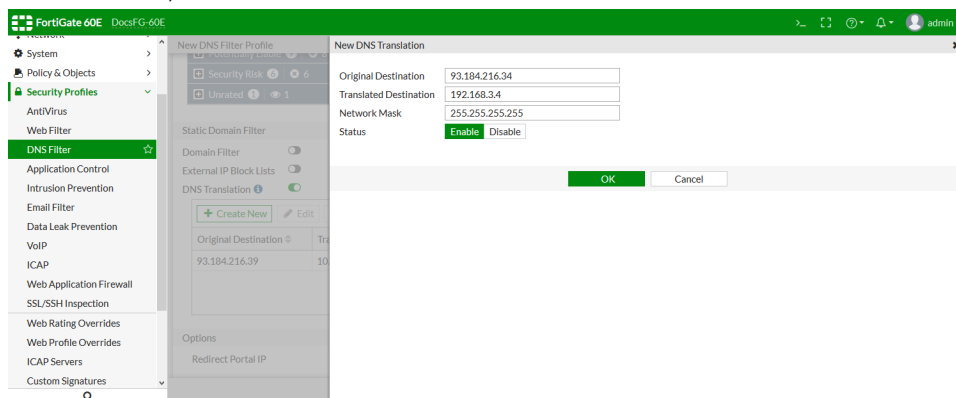 FortiGate 60E DocsFG-60E
>_ admin
Network
System
Policy & Objects
Security Profiles
AntiVirus
Web Filter
DNS Filter
Application Control
Intrusion Prevention
Email Filter
Data Leak Prevention
VoIP
ICAP
Web Application Firewall
SSL/SSH Inspection
Web Rating Overrides
Web Profile Overrides
ICAP Servers
Custom Signatures
New DNS Filter Profile
Security Risk 6 6
Unrated 1 1
Static Domain Filter
Domain Filter
External IP Block Lists
DNS Translation
+ Create New Edit
Original Destination Tra
93.184.216.39 10
Options
Redirect Portal IP
New DNS Translation
Original Destination 93.184.216.34
Translated Destination 192.168.3.4
Network Mask 255.255.255.255
Status Enable Disable
OK Cancel